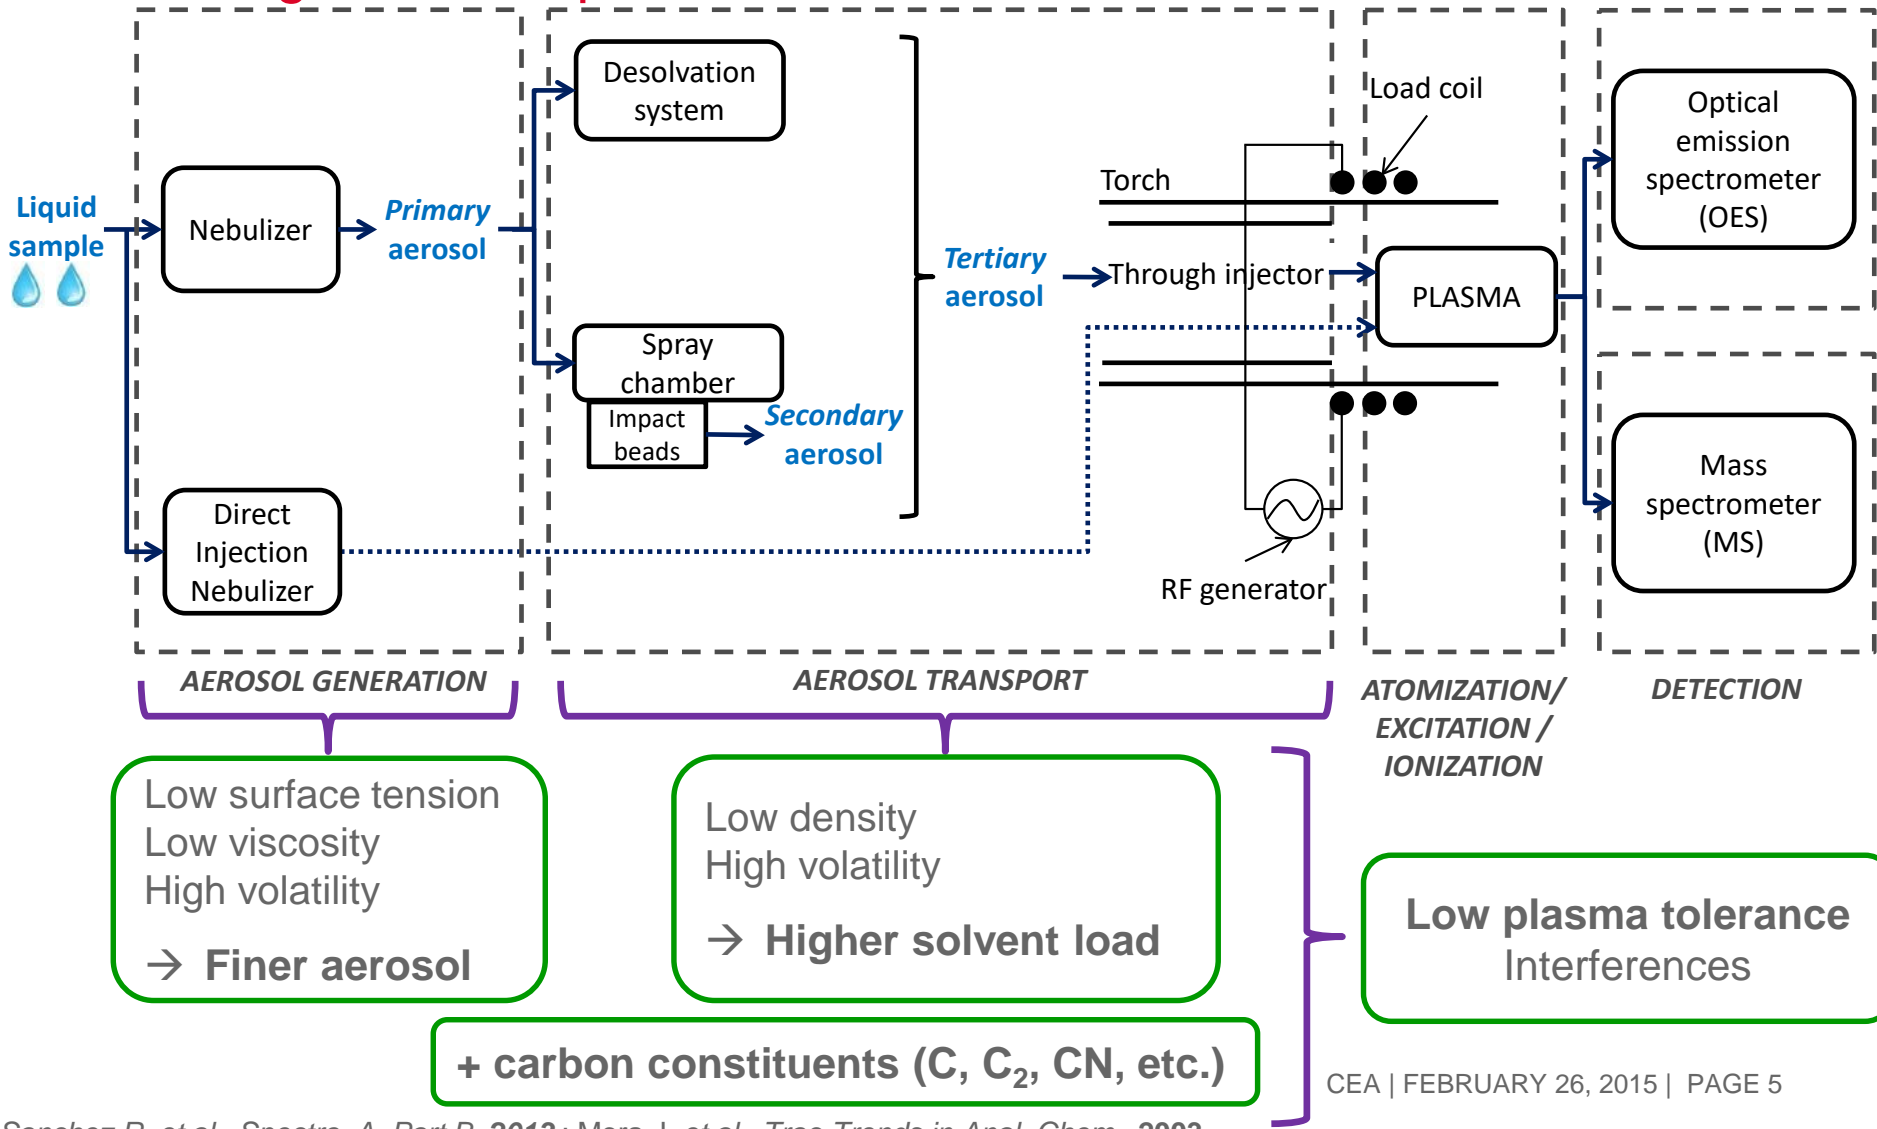 Liquid
sample
Nebulizer
Primary
aerosol
Direct
Injection
Nebulizer
Desolvation
system
Spray
chamber
Impact
beads
Secondary
aerosol
Tertiary
aerosol
Torch
Through injector
Load coil
RF generator
PLASMA
Optical
emission
spectrometer
(OES)
Mass
spectrometer
(MS)
AEROSOL GENERATION
AEROSOL TRANSPORT
ATOMIZATION/
EXCITATION /
IONIZATION
DETECTION
Low surface tension
Low viscosity
High volatility
→ Finer aerosol
Low density
High volatility
→ Higher solvent load
+ carbon constituents (C, C₂, CN, etc.)
Low plasma tolerance
Interferences
CEA | FEBRUARY 26, 2015 | PAGE 5